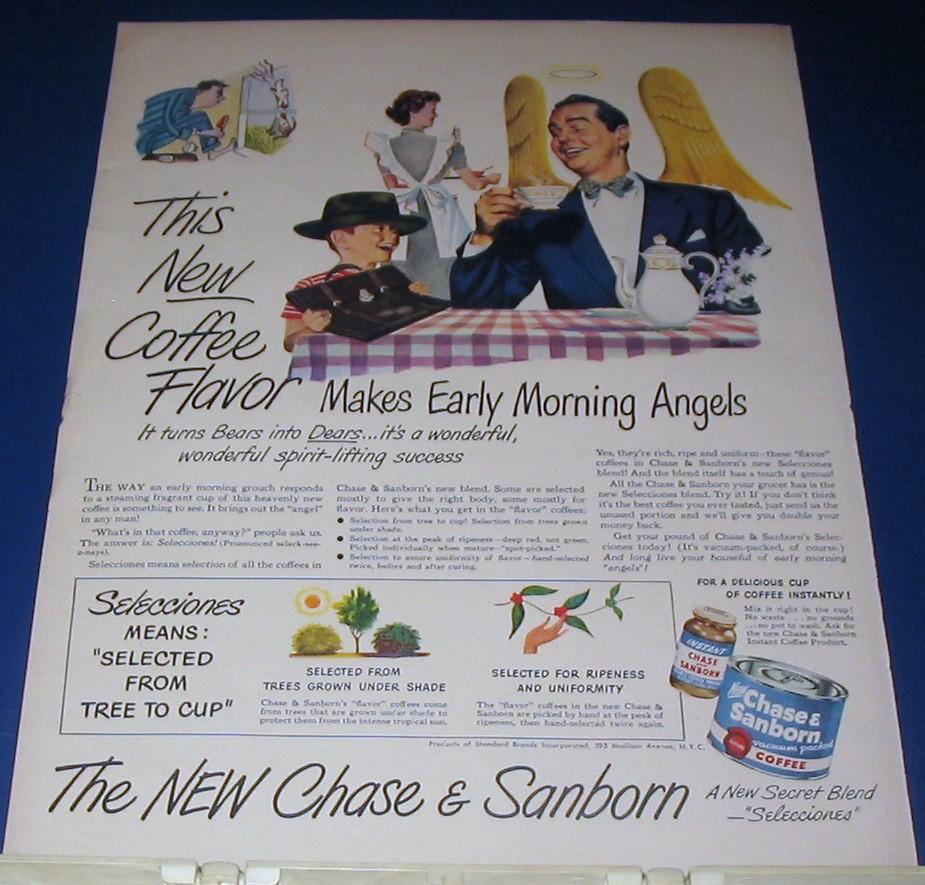 This
New
Coffee
Flavor Makes Early Morning Angels
It turns Bears into Dears...it's a wonderful,
wonderful spirit-lifting success
THE WAY an early morning grouch responds
to a steaming fragrant cup of this heavenly new
coffee is something to see. It brings out the "angel"
in any man!
"What's in that coffee, anyway?" people ask us.
The answer is: Selecciones! (Pronounced seleck-see-
o-nays).
Selecciones means selection of all the coffees in
Chase & Sanborn's new blend. Some are selected
mostly to give the right body, some mostly for
flavor. Here's what you get in the "flavor" coffees:
● Selection from tree to cup! Selection from trees grown
under shade.
● Selection at the peak of ripeness—deep red, not green.
Picked individually when mature—"spot-picked."
● Selection to assure uniformity of flavor—hand-selected
twice, before and after curing.
Yes, they're rich, ripe and uniform—these "flavor"
coffees in Chase & Sanborn's new Selecciones
blend! And the blend itself has a touch of genius!
All the Chase & Sanborn your grocer has is the
new Selecciones blend. Try it! If you don't think
it's the best coffee you ever tasted, just send us the
unused portion and we'll give you double your
money back.
Get your pound of Chase & Sanborn's Selec-
ciones today! (It's vacuum-packed, of course.)
And long live your houseful of early morning
"angels"!
Selecciones
MEANS:
"SELECTED
FROM
TREE TO CUP"
SELECTED FROM
TREES GROWN UNDER SHADE
Chase & Sanborn's "flavor" coffees come
from trees that are grown under shade to
protect them from the intense tropical sun.
SELECTED FOR RIPENESS
AND UNIFORMITY
The "flavor" coffees in the new Chase &
Sanborn are picked by hand at the peak of
ripeness, then hand-selected twice again.
FOR A DELICIOUS CUP
OF COFFEE INSTANTLY!
Mix it right in the cup!
No waste . . . no grounds
. . . no pot to wash. Ask for
the new Chase & Sanborn
Instant Coffee Product.
INSTANT
CHASE
AND
SANBORN
New
Chase &
Sanborn
vacuum packed
COFFEE
Products of Standard Brands Incorporated, 595 Madison Avenue, N.Y.C.
The NEW Chase & Sanborn
A New Secret Blend
—"Selecciones"